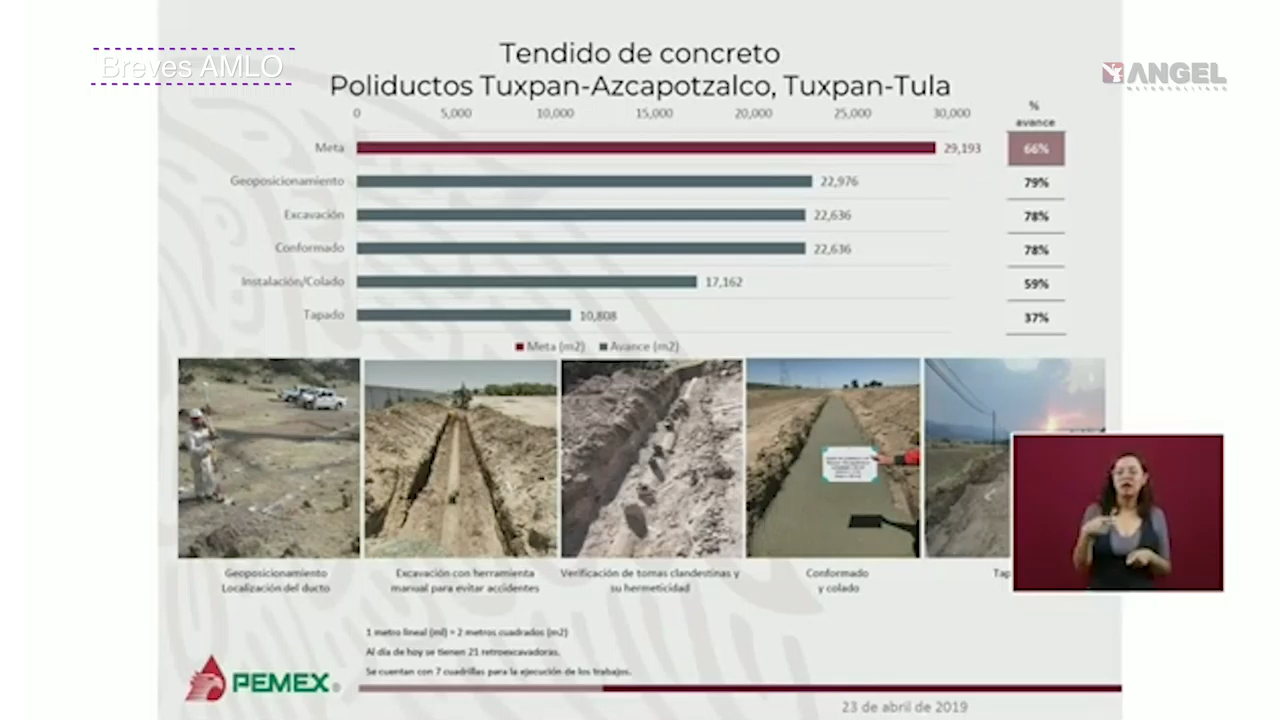 Breves AMLO
ANGEL
METROPOLITANO
Tendido de concreto
Poliductos Tuxpan-Azcapotzalco, Tuxpan-Tula
0 5,000 10,000 15,000 20,000 25,000 30,000
% avance
Meta 29,193 66%
Geoposicionamiento 22,976 79%
Excavación 22,636 78%
Conformado 22,636 78%
Instalación/Colado 17,162 59%
Tapado 10,808 37%
Meta (m2) Avance (m2)
Geoposicionamiento
Localización del ducto
Excavación con herramienta
manual para evitar accidentes
Verificación de tomas clandestinas y
su hermeticidad
Conformado
y colado
Tap
1 metro lineal (ml) = 2 metros cuadrados (m2)
Al día de hoy se tienen 21 retroexcavadoras.
Se cuentan con 7 cuadrillas para la ejecución de los trabajos.
PEMEX®
23 de abril de 2019